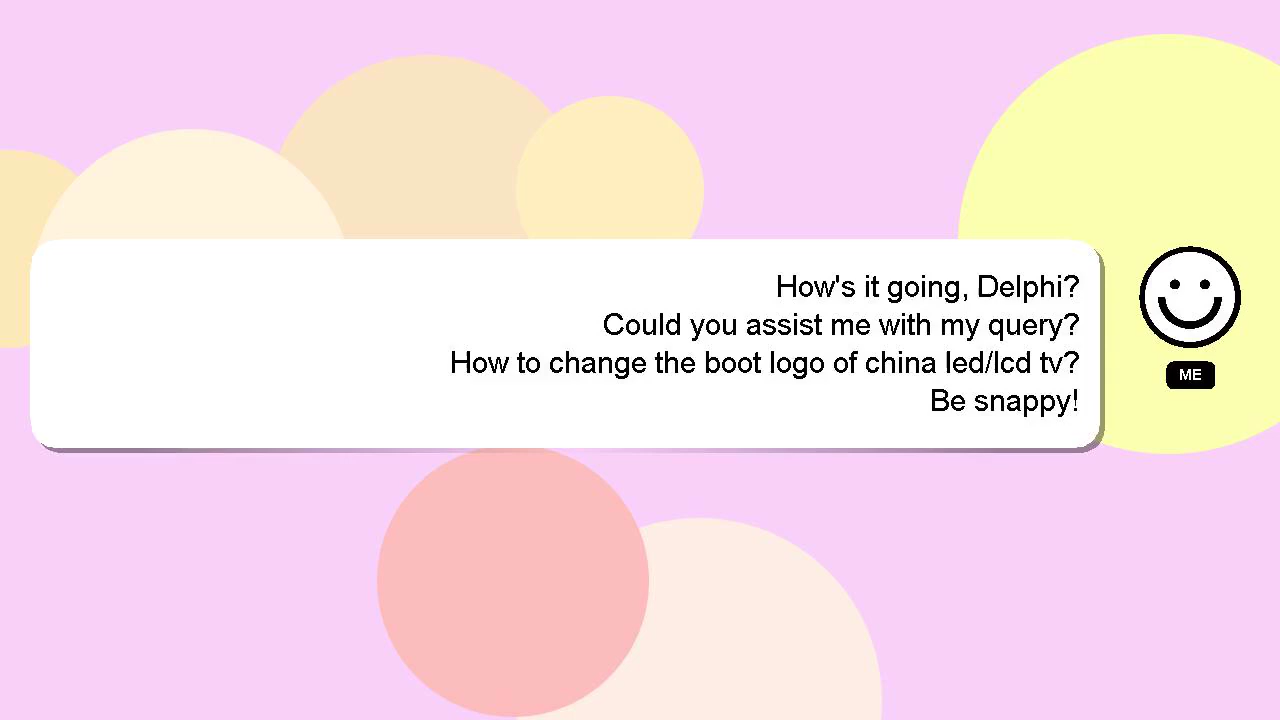 How's it going, Delphi?
Could you assist me with my query?
How to change the boot logo of china led/lcd tv?
Be snappy!
ME